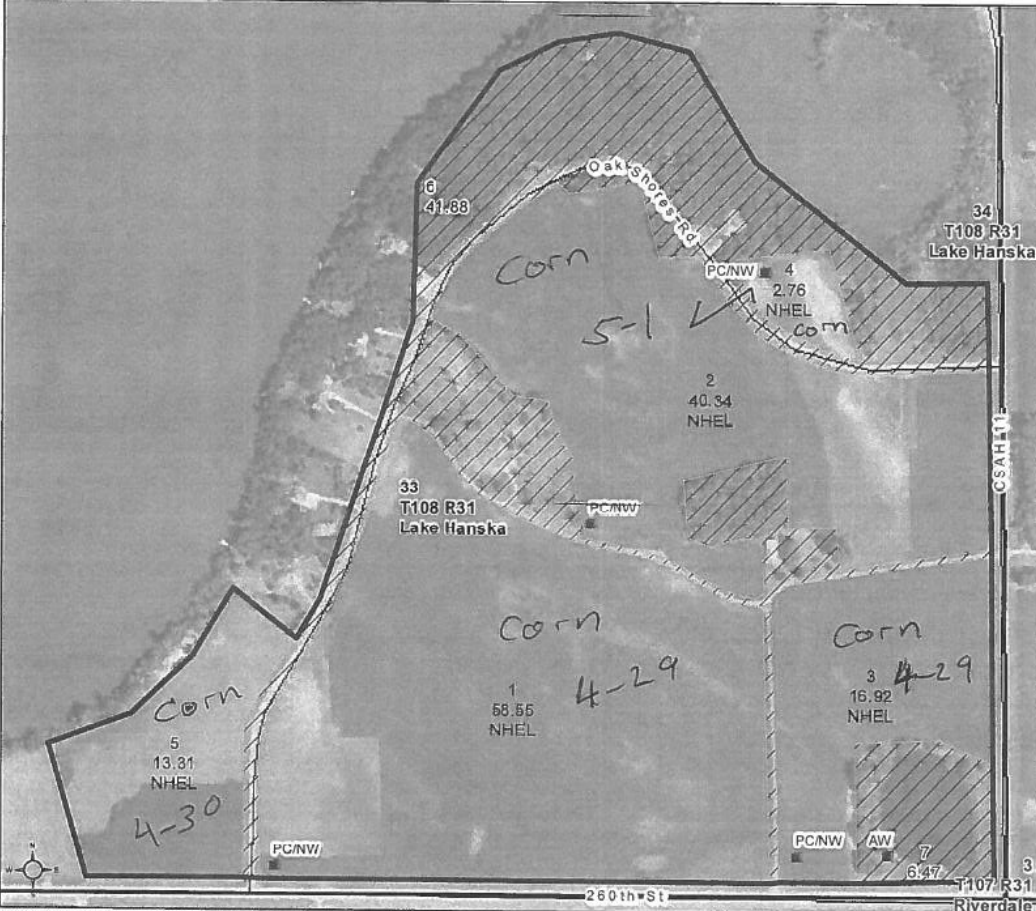 6
41.88
Oak Shores Rd
34
T108 R31
Lake Hanska
Corn
PC/NW
4
2.76
NHEL
corn
5-1
2
40.34
NHEL
CSAH 11
33
T108 R31
Lake Hanska
PC/NW
Corn
4-29
1
58.55
NHEL
Corn
4-29
3
16.92
NHEL
Corn
5
13.31
NHEL
4-30
PC/NW
PC/NW
AW
7
6.47
N
W
E
S
260th St
3
T107 R31
Riverdale